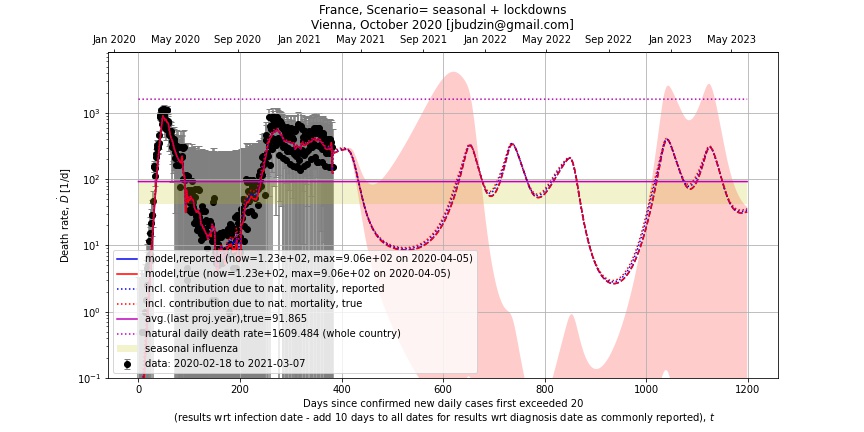 France, Scenario= seasonal + lockdowns
Vienna, October 2020 [jbudzin@gmail.com]
Jan 2020 May 2020 Sep 2020 Jan 2021 May 2021 Sep 2021 Jan 2022 May 2022 Sep 2022 Jan 2023 May 2023
Death rate, Ḋ [1/d]
10³
10²
10¹
10⁰
10⁻¹
model,reported (now=1.23e+02, max=9.06e+02 on 2020-04-05)
model,true (now=1.23e+02, max=9.06e+02 on 2020-04-05)
incl. contribution due to nat. mortality, reported
incl. contribution due to nat. mortality, true
avg.(last proj.year),true=91.865
natural daily death rate=1609.484 (whole country)
seasonal influenza
data: 2020-02-18 to 2021-03-07
0 200 400 600 800 1000 1200
Days since confirmed new daily cases first exceeded 20
(results wrt infection date - add 10 days to all dates for results wrt diagnosis date as commonly reported), t